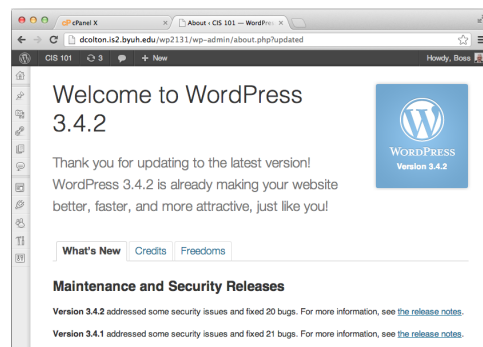 cPanel X
About ‹ CIS 101 — WordPres
dcolton.is2.byuh.edu/wp2131/wp-admin/about.php?updated
CIS 101 3 + New Howdy, Boss
Welcome to WordPress
3.4.2
Thank you for updating to the latest version!
WordPress 3.4.2 is already making your website
better, faster, and more attractive, just like you!
WORDPRESS
Version 3.4.2
What's New Credits Freedoms
Maintenance and Security Releases
Version 3.4.2 addressed some security issues and fixed 20 bugs. For more information, see the release notes.
Version 3.4.1 addressed some security issues and fixed 21 bugs. For more information, see the release notes.